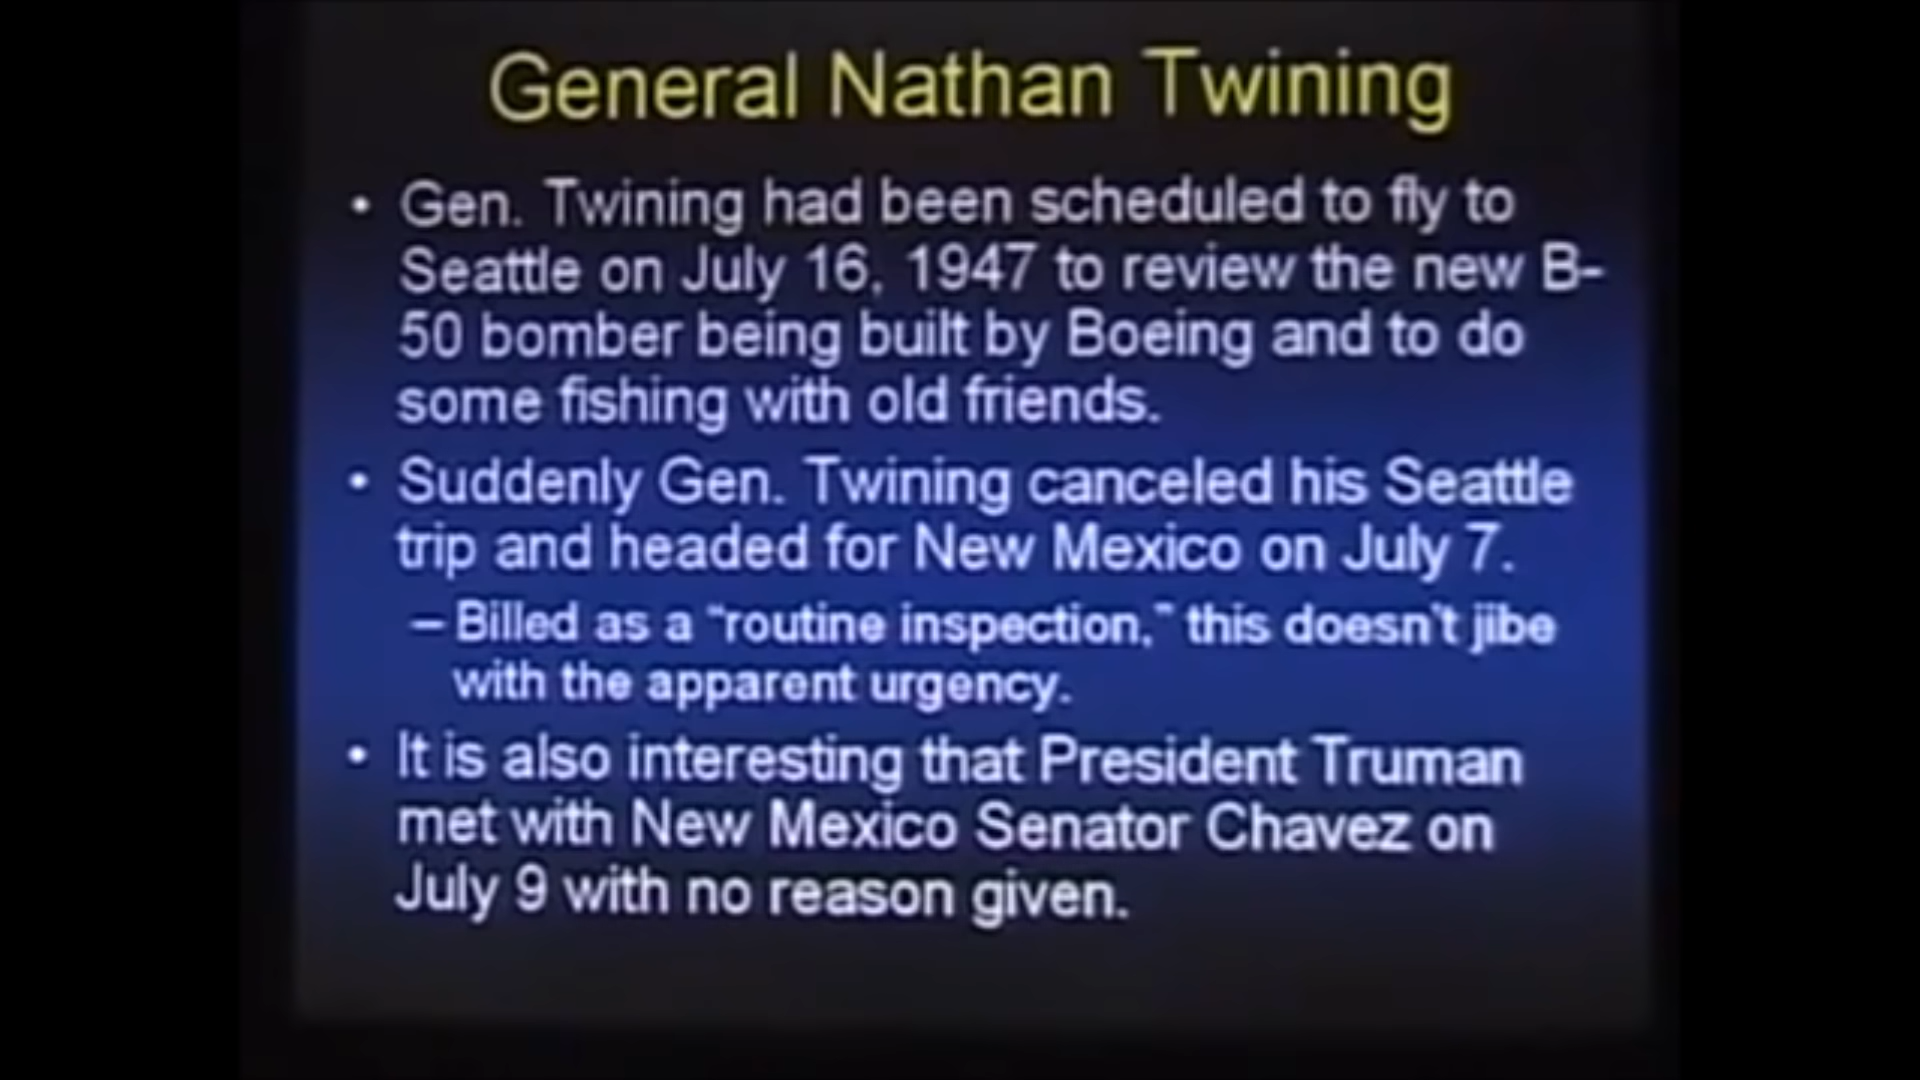 General Nathan Twining
• Gen. Twining had been scheduled to fly to
Seattle on July 16, 1947 to review the new B-
50 bomber being built by Boeing and to do
some fishing with old friends.
• Suddenly Gen. Twining canceled his Seattle
trip and headed for New Mexico on July 7.
– Billed as a “routine inspection,” this doesn't jibe
with the apparent urgency.
• It is also interesting that President Truman
met with New Mexico Senator Chavez on
July 9 with no reason given.